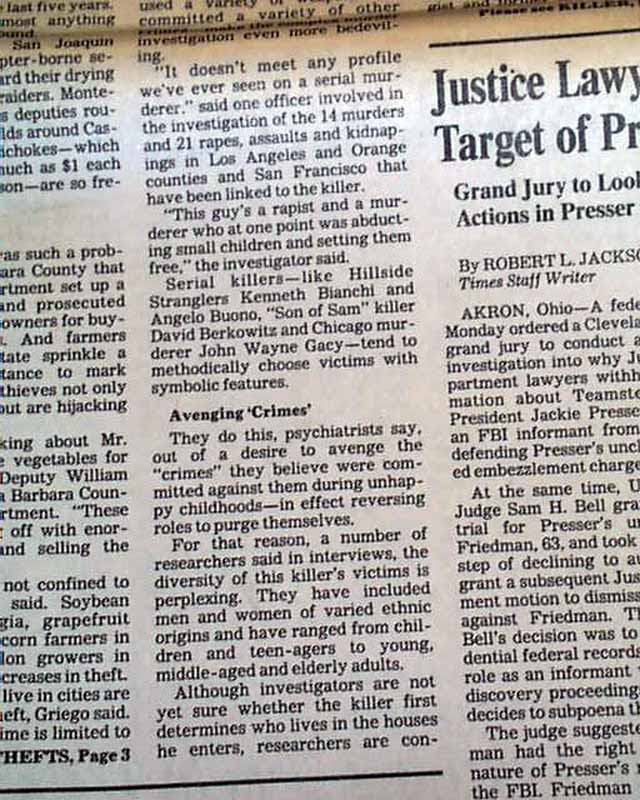 last five years.
most anything
San Joaquin
pter-borne se-
ard their drying
raiders. Monte-
s deputies rou-
lds around Cas-
ichokes—which
nuch as $1 each
son—are so fre-
as such a prob-
ara County that
rtment set up a
and prosecuted
owners for buy-
s. And farmers
tate sprinkle a
tance to mark
thieves not only
out are hijacking
king about Mr.
e vegetables for
Deputy William
a Barbara Coun-
rtment. "These
off with enor-
and selling the
not confined to
said. Soybean
gia, grapefruit
corn farmers in
lon growers in
creases in theft.
live in cities are
heft, Griego said.
ime is limited to
THEFTS, Page 3
used a variety of
committed a variety of other
investigation even more bedevil-
ing.
"It doesn't meet any profile
we've ever seen on a serial mur-
derer." said one officer involved in
the investigation of the 14 murders
and 21 rapes, assaults and kidnap-
ings in Los Angeles and Orange
counties and San Francisco that
have been linked to the killer.
"This guy's a rapist and a mur-
derer who at one point was abduct-
ing small children and setting them
free," the investigator said.
Serial killers—like Hillside
Stranglers Kenneth Bianchi and
Angelo Buono, "Son of Sam" killer
David Berkowitz and Chicago mur-
derer John Wayne Gacy—tend to
methodically choose victims with
symbolic features.
Avenging 'Crimes'
They do this, psychiatrists say,
out of a desire to avenge the
"crimes" they believe were com-
mitted against them during unhap-
py childhoods—in effect reversing
roles to purge themselves.
For that reason, a number of
researchers said in interviews, the
diversity of this killer's victims is
perplexing. They have included
men and women of varied ethnic
origins and have ranged from chil-
dren and teen-agers to young,
middle-aged and elderly adults.
Although investigators are not
yet sure whether the killer first
determines who lives in the houses
he enters, researchers are con-
Please see KILLER,
Justice Lawy
Target of Pr
Grand Jury to Look
Actions in Presser
By ROBERT L. JACKSO
Times Staff Writer
AKRON, Ohio—A fede
Monday ordered a Clevela
grand jury to conduct a
investigation into why Ju
partment lawyers withh
mation about Teamste
President Jackie Presse
an FBI informant from
defending Presser's uncl
ed embezzlement charge
At the same time, U
Judge Sam H. Bell gra
trial for Presser's un
Friedman, 63, and took
step of declining to au
grant a subsequent Jus
ment motion to dismiss
against Friedman. Th
Bell's decision was to
dential federal records
role as an informant
discovery proceeding
decides to subpoena th
The judge suggeste
man had the right
nature of Presser's r
the FBI. Friedman